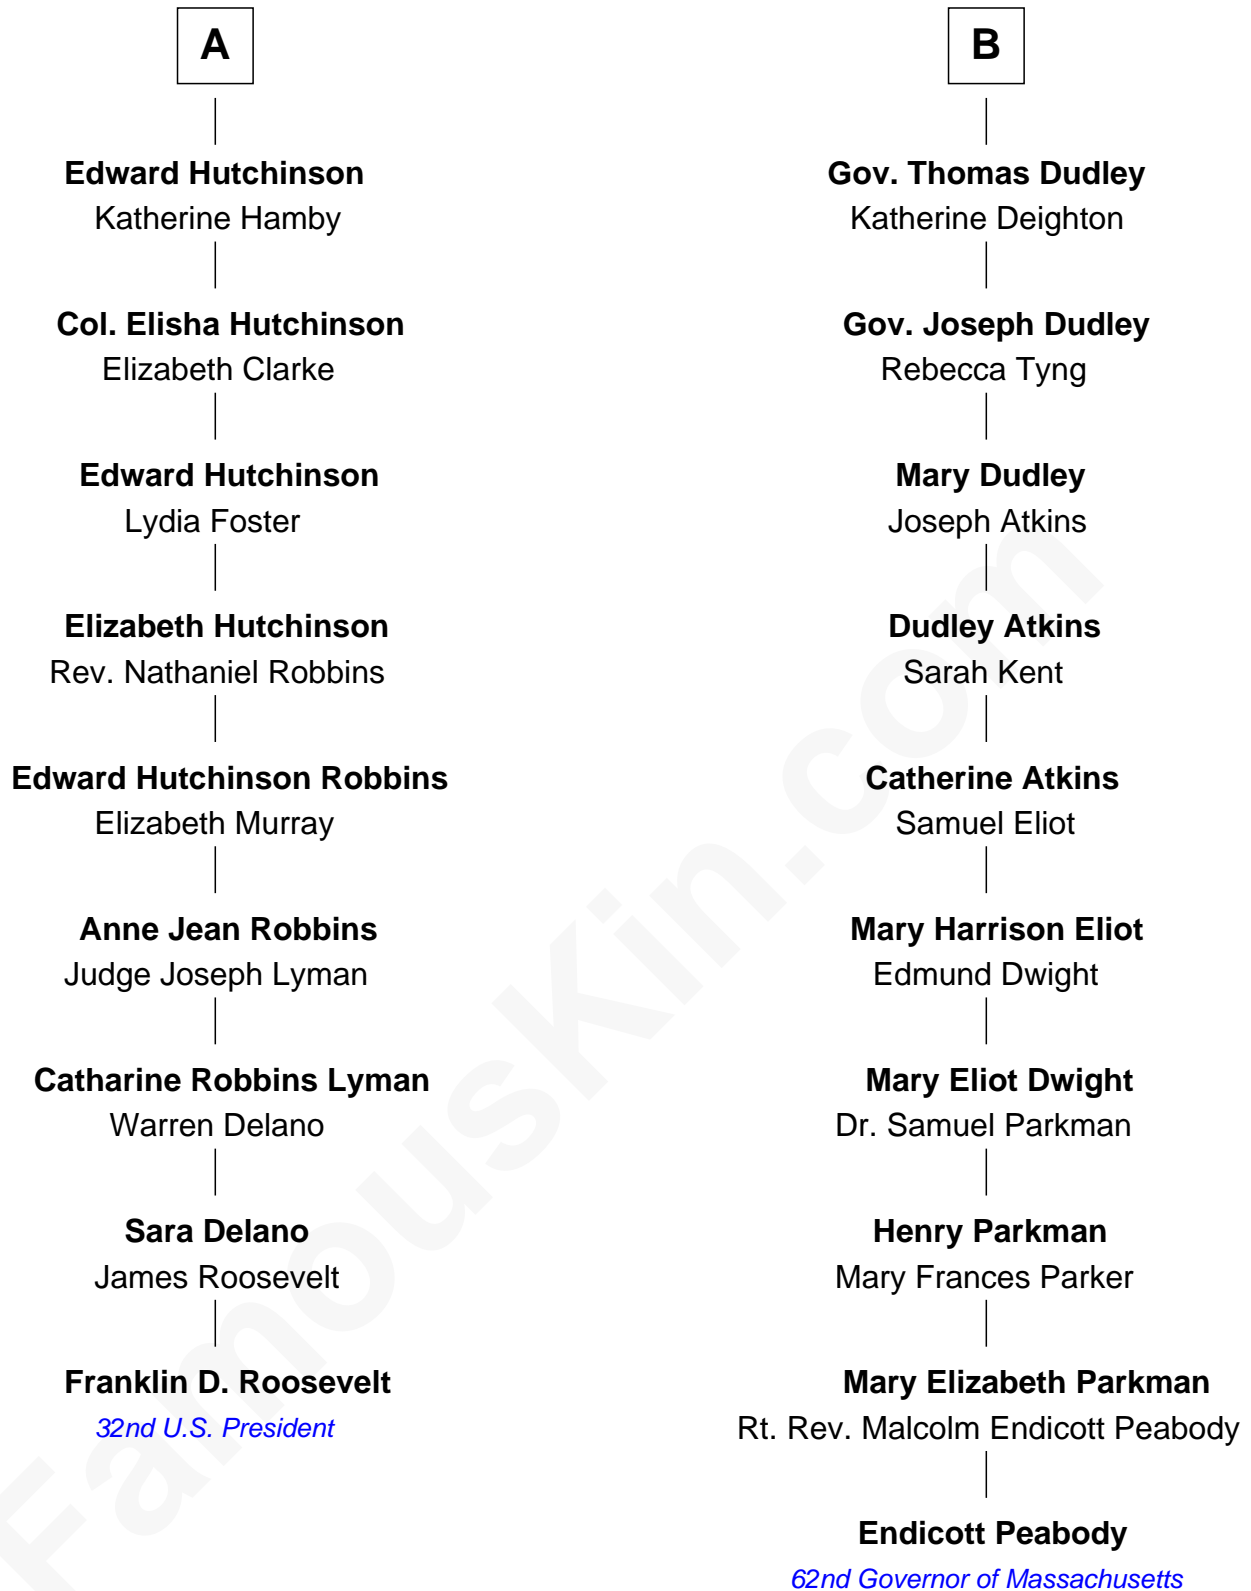 A
Edward Hutchinson
Katherine Hamby
Col. Elisha Hutchinson
Elizabeth Clarke
Edward Hutchinson
Lydia Foster
Elizabeth Hutchinson
Rev. Nathaniel Robbins
Edward Hutchinson Robbins
Elizabeth Murray
Anne Jean Robbins
Judge Joseph Lyman
Catharine Robbins Lyman
Warren Delano
Sara Delano
James Roosevelt
Franklin D. Roosevelt
32nd U.S. President
B
Gov. Thomas Dudley
Katherine Deighton
Gov. Joseph Dudley
Rebecca Tyng
Mary Dudley
Joseph Atkins
Dudley Atkins
Sarah Kent
Catherine Atkins
Samuel Eliot
Mary Harrison Eliot
Edmund Dwight
Mary Eliot Dwight
Dr. Samuel Parkman
Henry Parkman
Mary Frances Parker
Mary Elizabeth Parkman
Rt. Rev. Malcolm Endicott Peabody
Endicott Peabody
62nd Governor of Massachusetts
FamousKin.com